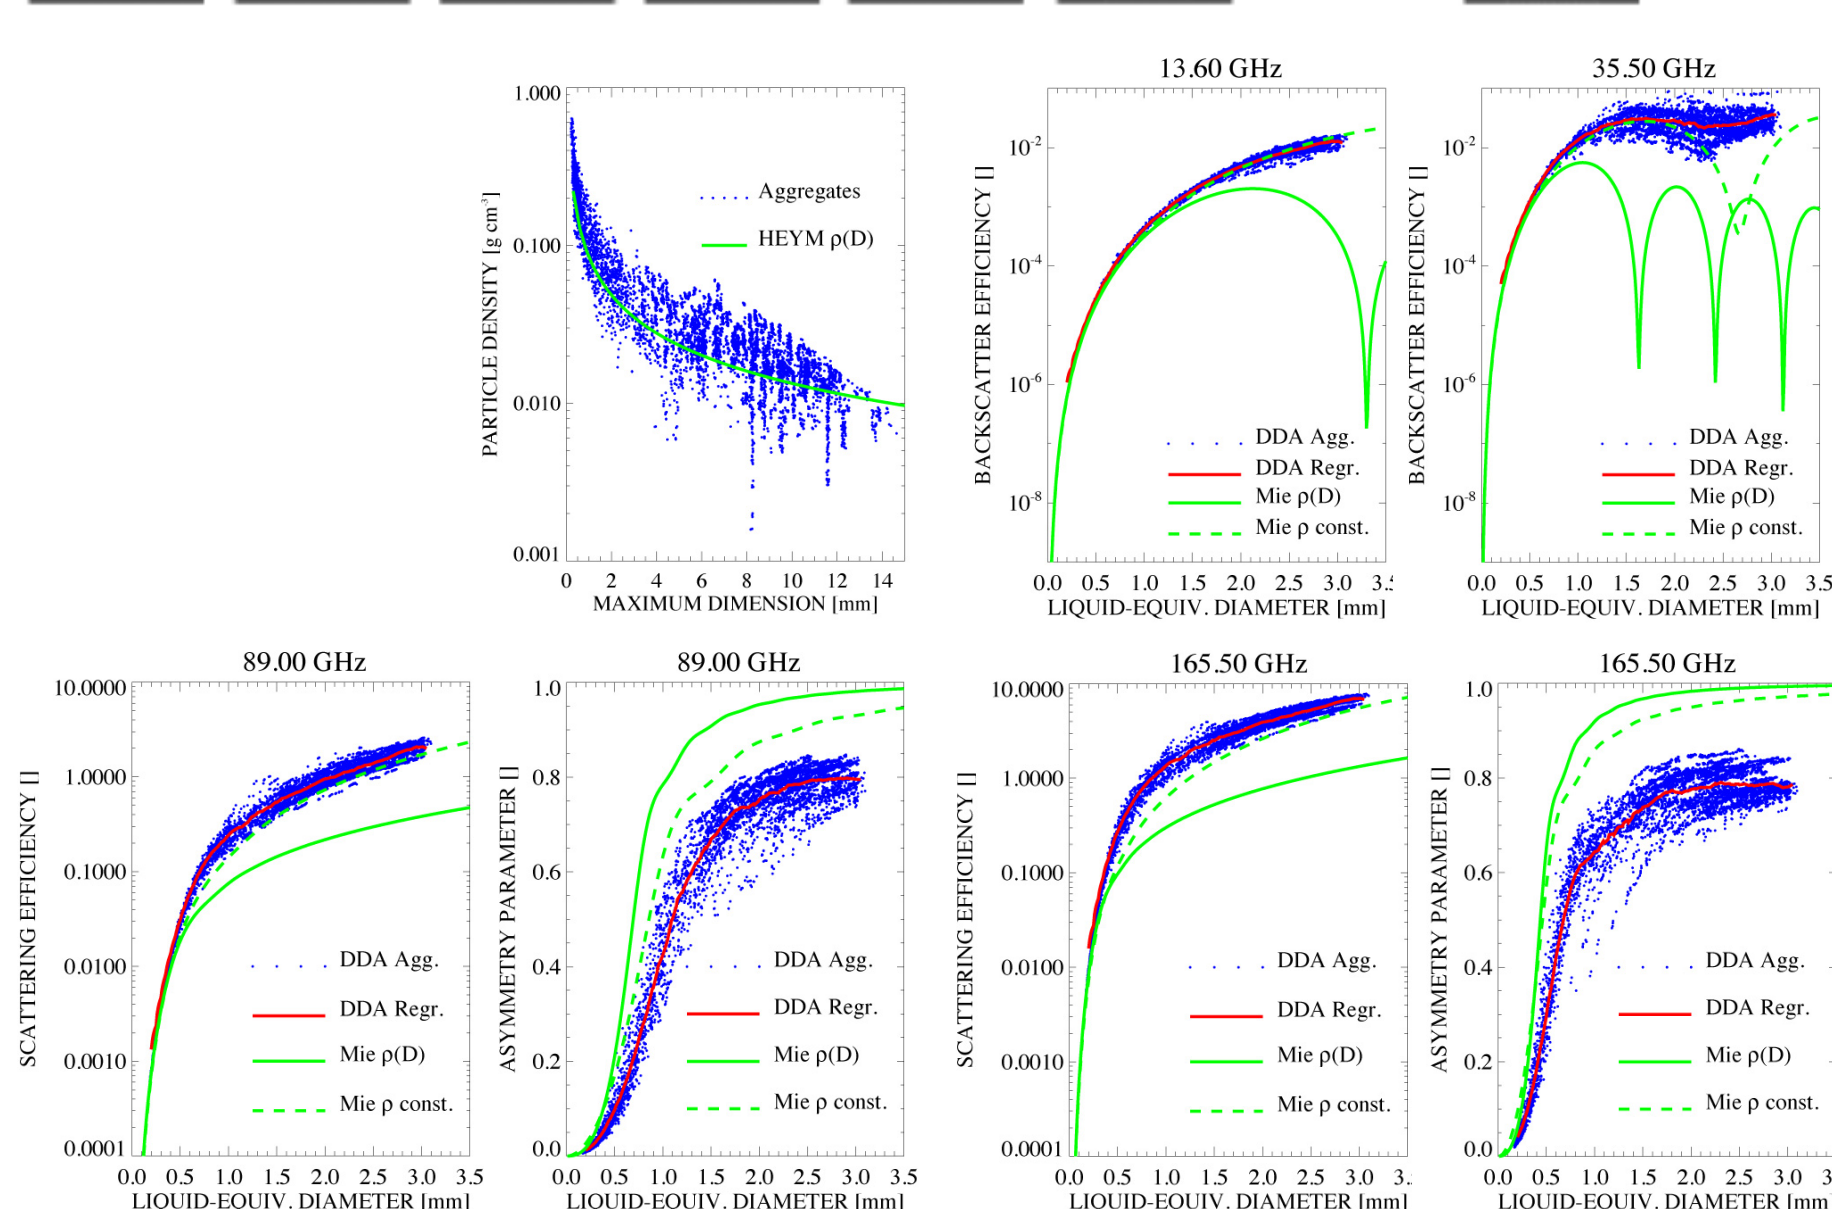 13.60 GHz
35.50 GHz
1.000
0.100
0.010
0.001
PARTICLE DENSITY [g cm-3]
Aggregates
HEYM ρ(D)
0 2 4 6 8 10 12 14
MAXIMUM DIMENSION [mm]
10-2
10-4
10-6
10-8
BACKSCATTER EFFICIENCY []
DDA Agg.
DDA Regr.
Mie ρ(D)
Mie ρ const.
0.0 0.5 1.0 1.5 2.0 2.5 3.0 3.5
LIQUID-EQUIV. DIAMETER [mm]
10-2
10-4
10-6
10-8
BACKSCATTER EFFICIENCY []
DDA Agg.
DDA Regr.
Mie ρ(D)
Mie ρ const.
0.0 0.5 1.0 1.5 2.0 2.5 3.0 3.5
LIQUID-EQUIV. DIAMETER [mm]
89.00 GHz
10.0000
1.0000
0.1000
0.0100
0.0010
0.0001
SCATTERING EFFICIENCY []
DDA Agg.
DDA Regr.
Mie ρ(D)
Mie ρ const.
0.0 0.5 1.0 1.5 2.0 2.5 3.0 3.5
LIQUID-EQUIV. DIAMETER [mm]
89.00 GHz
1.0
0.8
0.6
0.4
0.2
0.0
ASYMMETRY PARAMETER []
DDA Agg.
DDA Regr.
Mie ρ(D)
Mie ρ const.
0.0 0.5 1.0 1.5 2.0 2.5 3.0 3.5
LIQUID-EQUIV. DIAMETER [mm]
165.50 GHz
10.0000
1.0000
0.1000
0.0100
0.0010
0.0001
SCATTERING EFFICIENCY []
DDA Agg.
DDA Regr.
Mie ρ(D)
Mie ρ const.
0.0 0.5 1.0 1.5 2.0 2.5 3.0 3.5
LIQUID-EQUIV. DIAMETER [mm]
165.50 GHz
1.0
0.8
0.6
0.4
0.2
0.0
ASYMMETRY PARAMETER []
DDA Agg.
DDA Regr.
Mie ρ(D)
Mie ρ const.
0.0 0.5 1.0 1.5 2.0 2.5 3.0
LIQUID-EQUIV. DIAMETER [mm]